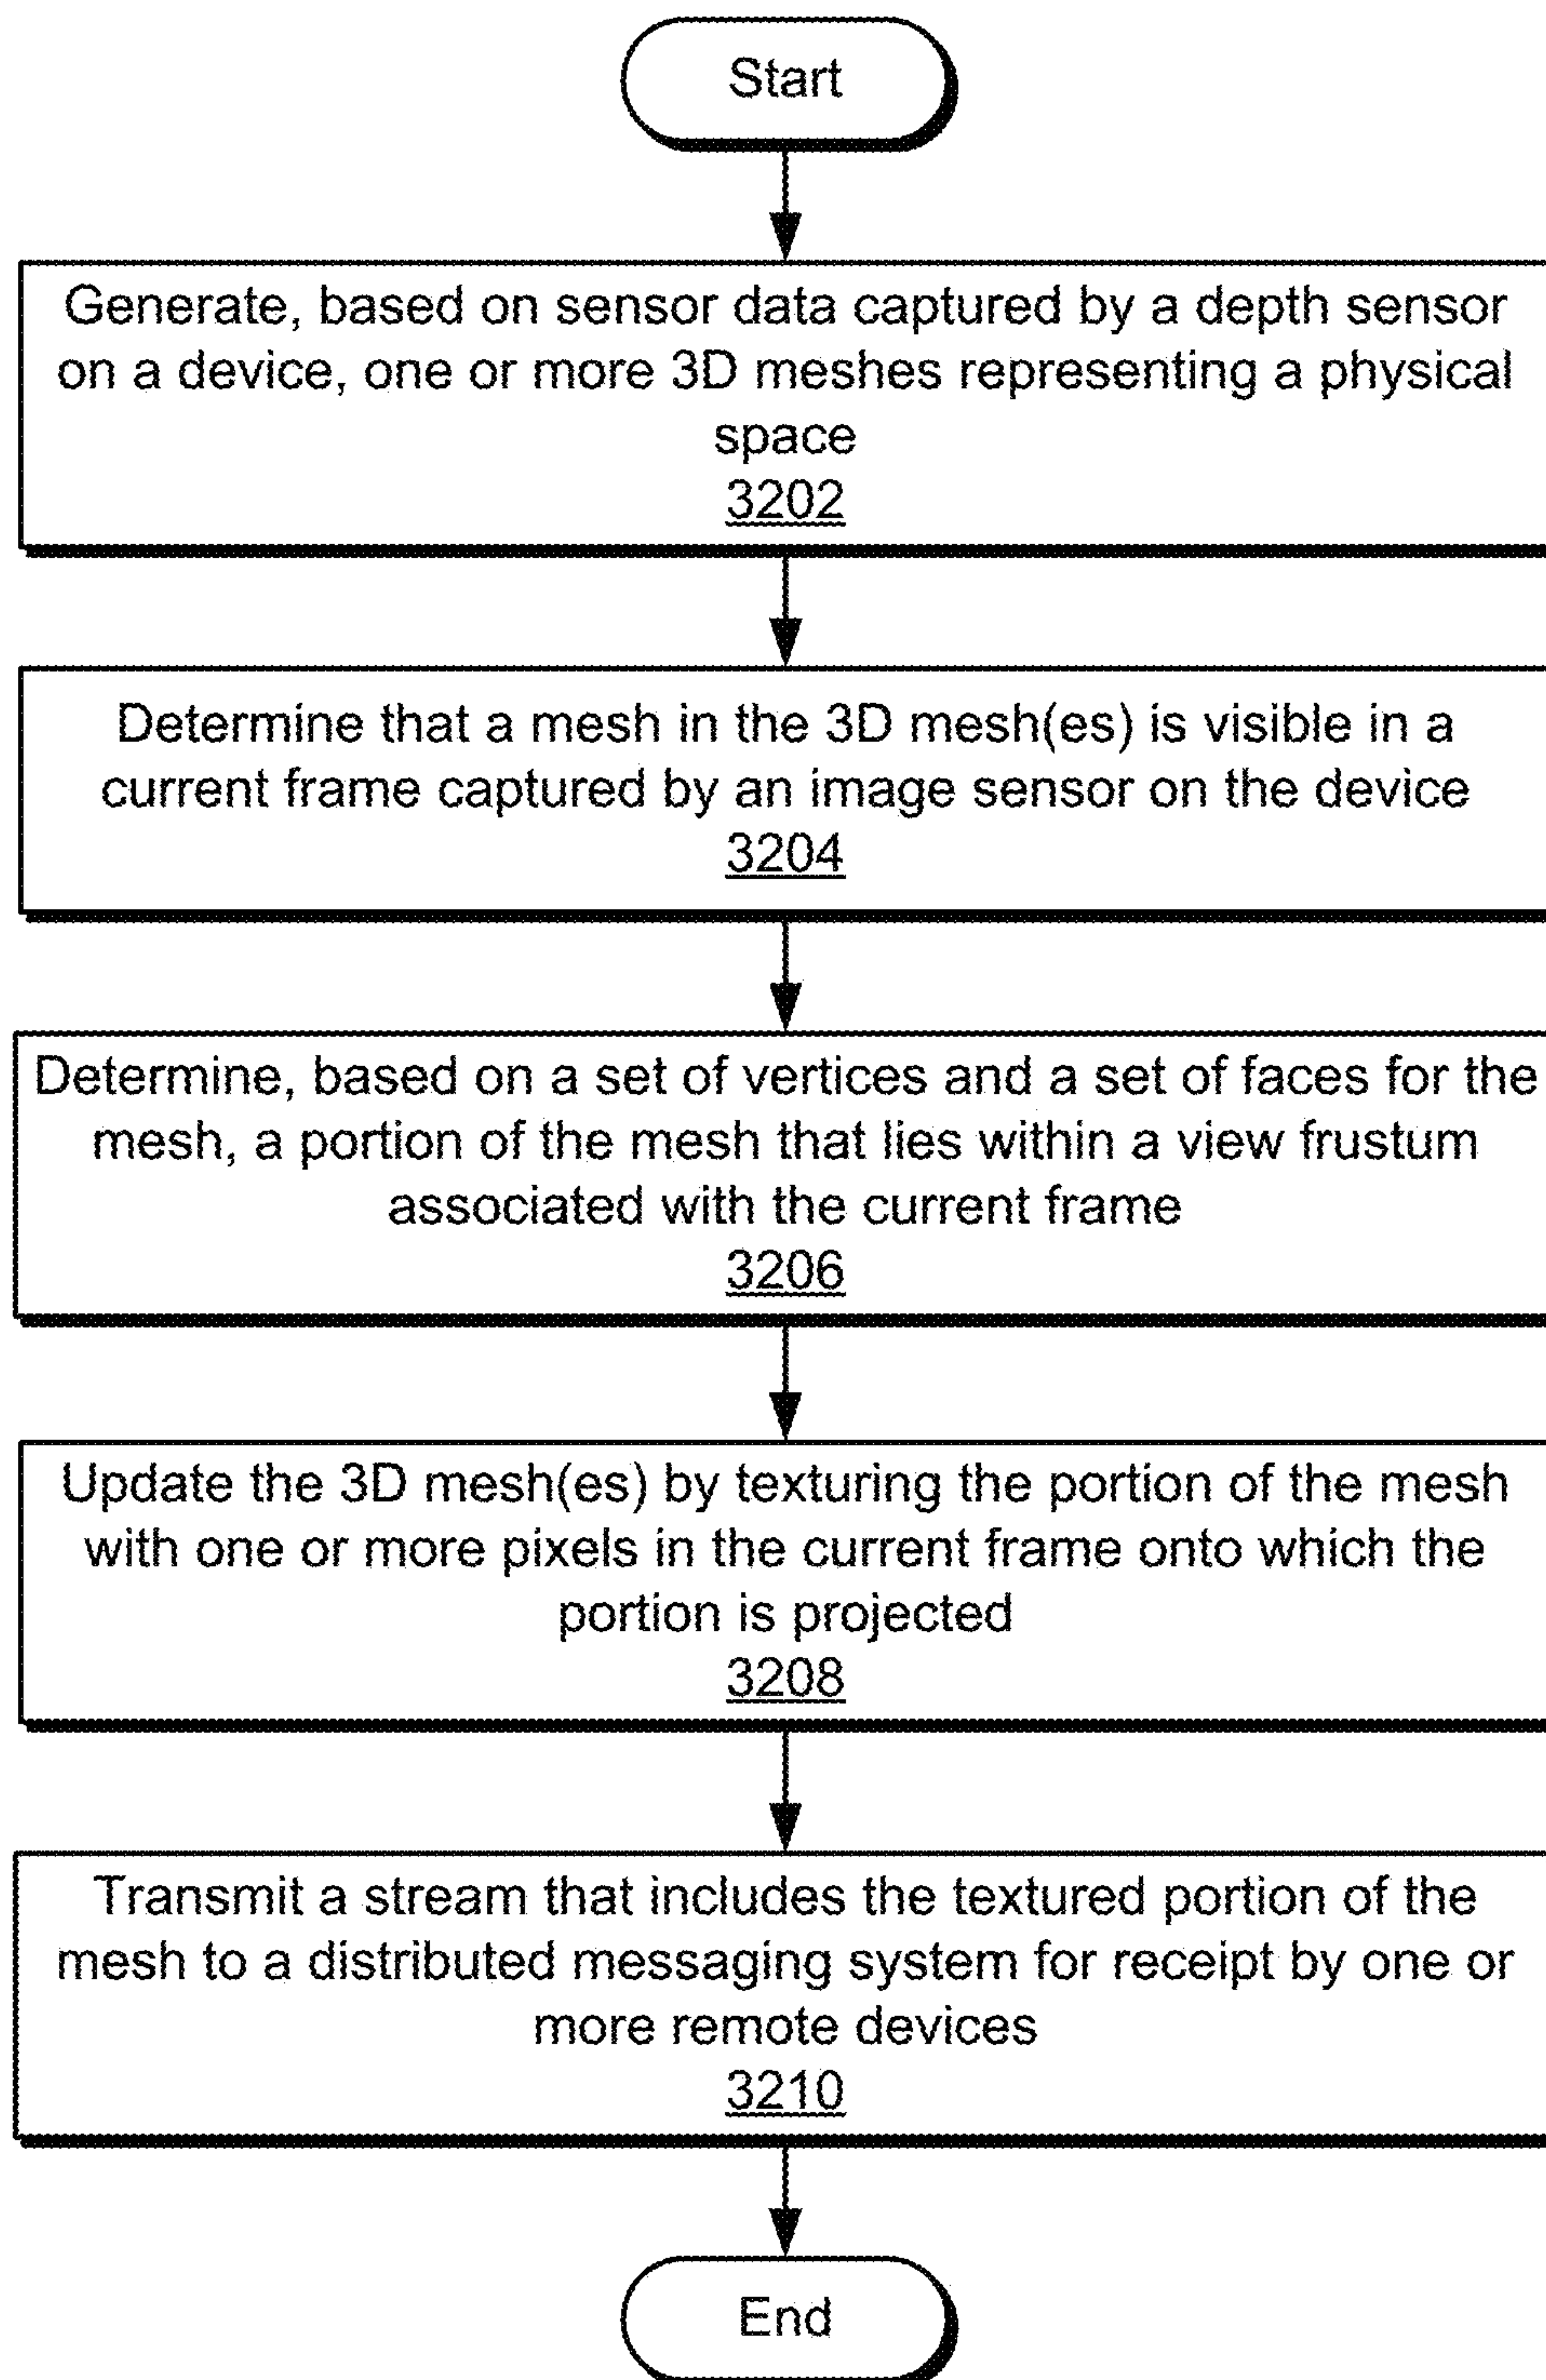 Start
Generate, based on sensor data captured by a depth sensor
on a device, one or more 3D meshes representing a physical
space
3202
Determine that a mesh in the 3D mesh(es) is visible in a
current frame captured by an image sensor on the device
3204
Determine, based on a set of vertices and a set of faces for the
mesh, a portion of the mesh that lies within a view frustum
associated with the current frame
3206
Update the 3D mesh(es) by texturing the portion of the mesh
with one or more pixels in the current frame onto which the
portion is projected
3208
Transmit a stream that includes the textured portion of the
mesh to a distributed messaging system for receipt by one or
more remote devices
3210
End